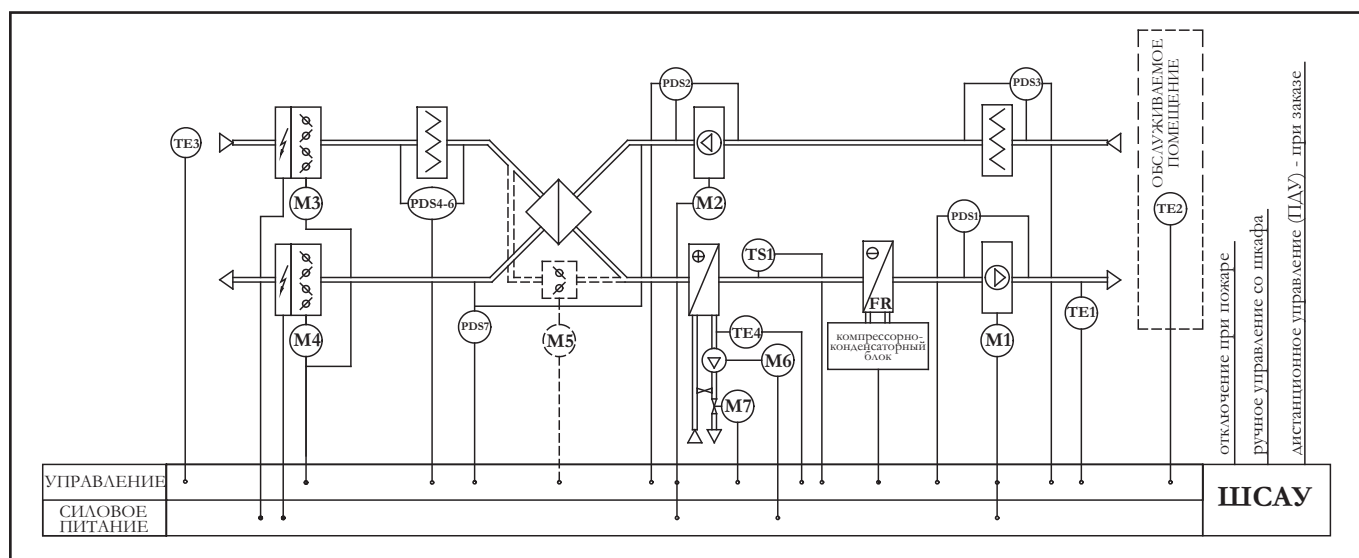 PDS2
PDS3
TE3
M3
PDS4-6
M2
TE2
ОБСЛУЖИВАЕМОЕ
ПОМЕЩЕНИЕ
TS1
PDS1
FR
TE1
M4
PDS7
M5
TE4
M6
компрессорно-
конденсаторный
блок
M1
M7
отключение при пожаре
ручное управление со шкафа
дистанционное управление (ПДУ) - при заказе
УПРАВЛЕНИЕ
СИЛОВОЕ
ПИТАНИЕ
ШСАУ